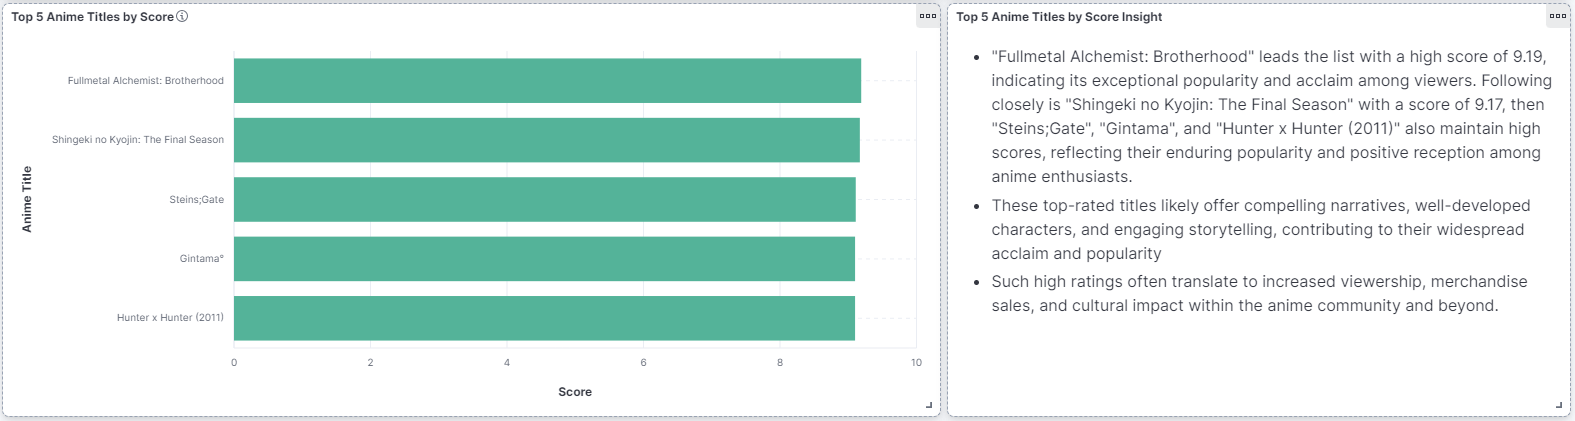 Top 5 Anime Titles by Score
Anime Title
Fullmetal Alchemist: Brotherhood
Shingeki no Kyojin: The Final Season
Steins;Gate
Gintama°
Hunter x Hunter (2011)
0 2 4 6 8 10
Score
Top 5 Anime Titles by Score Insight
• "Fullmetal Alchemist: Brotherhood" leads the list with a high score of 9.19,
indicating its exceptional popularity and acclaim among viewers. Following
closely is "Shingeki no Kyojin: The Final Season" with a score of 9.17, then
"Steins;Gate", "Gintama", and "Hunter x Hunter (2011)" also maintain high
scores, reflecting their enduring popularity and positive reception among
anime enthusiasts.
• These top-rated titles likely offer compelling narratives, well-developed
characters, and engaging storytelling, contributing to their widespread
acclaim and popularity
• Such high ratings often translate to increased viewership, merchandise
sales, and cultural impact within the anime community and beyond.